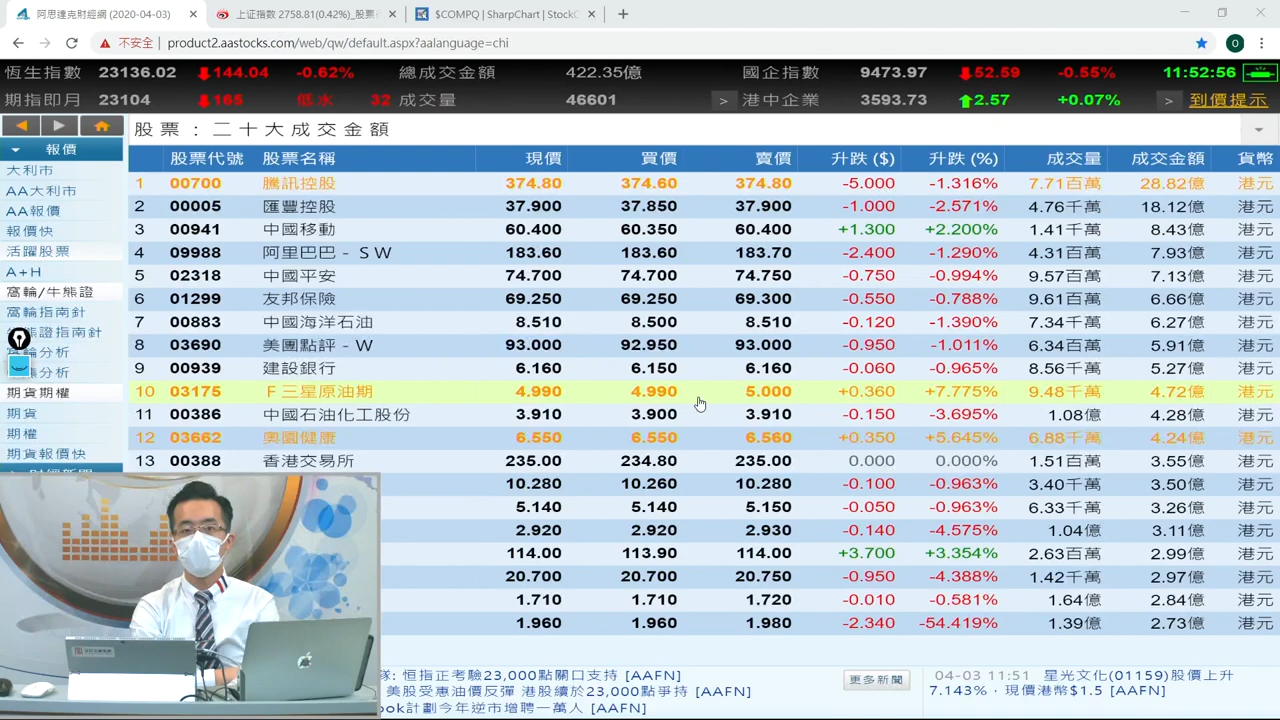 阿思達克財經網 (2020-04-03)
上证指数 2758.81(0.42%)_股票
$COMPQ | SharpChart | StockC
不安全 | product2.aastocks.com/web/qw/default.aspx?aalanguage=chi
恆生指數 23136.02 144.04 -0.62% 總成交金額 422.35億 國企指數 9473.97 52.59 -0.55% 11:52:56
期指即月 23104 165 低水 32 成交量 46601 > 港中企業 3593.73 2.57 +0.07% > 到價提示
股票：二十大成交金額
報價
大利市
AA大利市
AA報價
報價快
活躍股票
A+H
窩輪/牛熊證
窩輪指南針
熊證指南針
窩輪分析
分析
期貨期權
期貨
期權
期貨報價快
股票代號 股票名稱 現價 買價 賣價 升跌 ($) 升跌 (%) 成交量 成交金額 貨幣
1 00700 騰訊控股 374.80 374.60 374.80 -5.000 -1.316% 7.71百萬 28.82億 港元
2 00005 匯豐控股 37.900 37.850 37.900 -1.000 -2.571% 4.76千萬 18.12億 港元
3 00941 中國移動 60.400 60.350 60.400 +1.300 +2.200% 1.41千萬 8.43億 港元
4 09988 阿里巴巴－ＳＷ 183.60 183.60 183.70 -2.400 -1.290% 4.31百萬 7.93億 港元
5 02318 中國平安 74.700 74.700 74.750 -0.750 -0.994% 9.57百萬 7.13億 港元
6 01299 友邦保險 69.250 69.250 69.300 -0.550 -0.788% 9.61百萬 6.66億 港元
7 00883 中國海洋石油 8.510 8.500 8.510 -0.120 -1.390% 7.34千萬 6.27億 港元
8 03690 美團點評－Ｗ 93.000 92.950 93.000 -0.950 -1.011% 6.34百萬 5.91億 港元
9 00939 建設銀行 6.160 6.150 6.160 -0.060 -0.965% 8.56千萬 5.27億 港元
10 03175 Ｆ三星原油期 4.990 4.990 5.000 +0.360 +7.775% 9.48千萬 4.72億 港元
11 00386 中國石油化工股份 3.910 3.900 3.910 -0.150 -3.695% 1.08億 4.28億 港元
12 03662 奧園健康 6.550 6.550 6.560 +0.350 +5.645% 6.88千萬 4.24億 港元
13 00388 香港交易所 235.00 234.80 235.00 0.000 0.000% 1.51百萬 3.55億 港元
10.280 10.260 10.280 -0.100 -0.963% 3.40千萬 3.50億 港元
5.140 5.140 5.150 -0.050 -0.963% 6.33千萬 3.26億 港元
2.920 2.920 2.930 -0.140 -4.575% 1.04億 3.11億 港元
114.00 113.90 114.00 +3.700 +3.354% 2.63百萬 2.99億 港元
20.700 20.700 20.750 -0.950 -4.388% 1.42千萬 2.97億 港元
1.710 1.710 1.720 -0.010 -0.581% 1.64億 2.84億 港元
1.960 1.960 1.980 -2.340 -54.419% 1.39億 2.73億 港元
恒指正考驗23,000點關口支持 [AAFN]
美股受惠油價反彈 港股續於23,000點爭持 [AAFN]
ook計劃今年逆市增聘一萬人 [AAFN]
更多新聞
04-03 11:51 星光文化(01159)股價上升
7.143%，現價港幣$1.5 [AAFN]